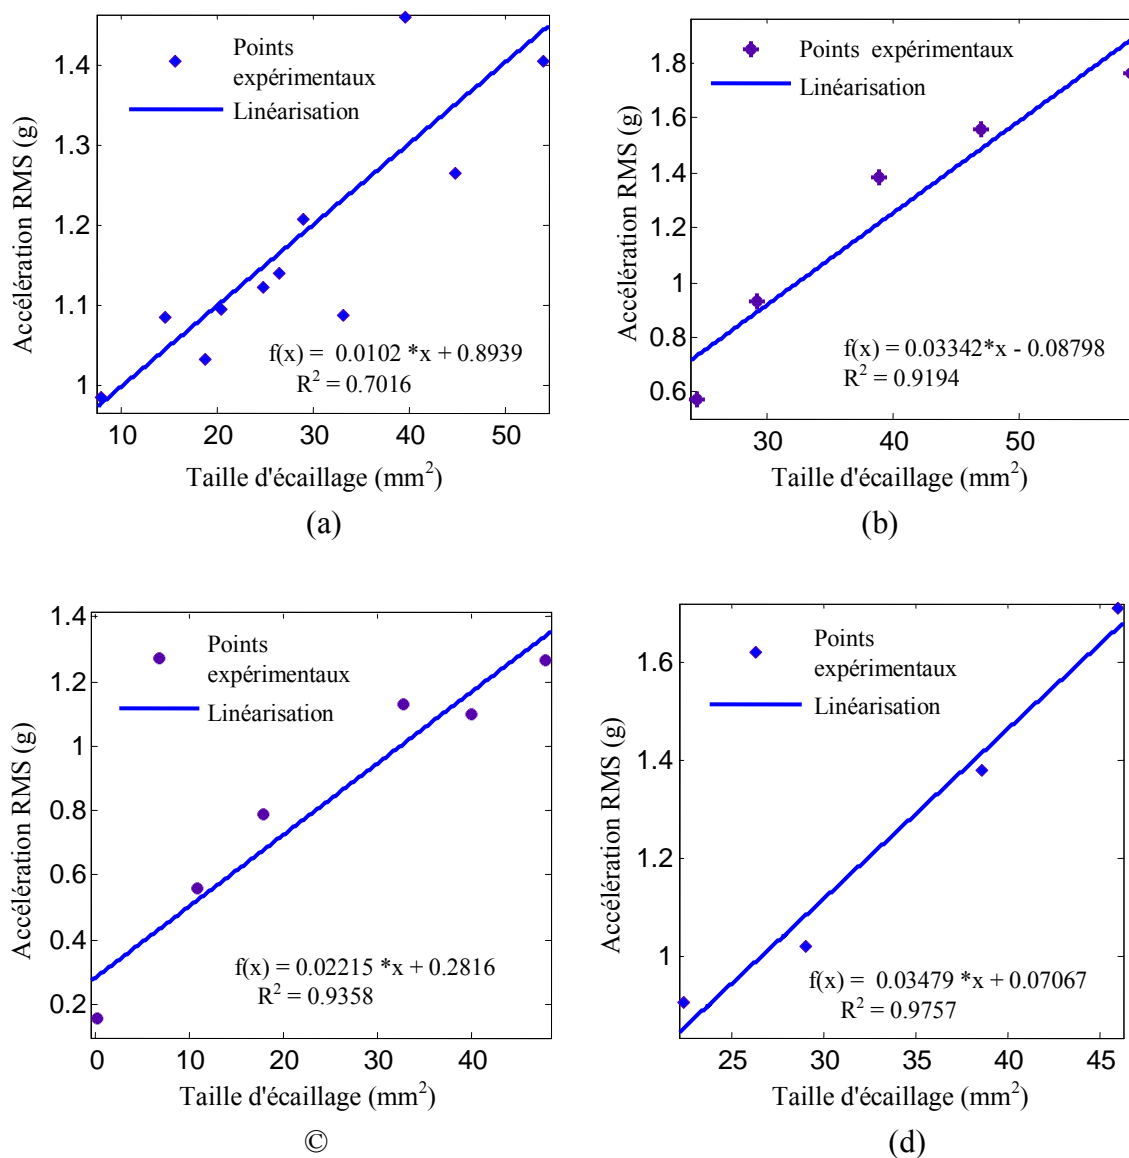 Points
expérimentaux
Linéarisation
1.4
1.3
1.2
1.1
1
Accélération RMS (g)
f(x) = 0.0102 *x + 0.8939
R² = 0.7016
10 20 30 40 50
Taille d'écaillage (mm²)
(a)
Points expérimentaux
Linéarisation
1.8
1.6
1.4
1.2
1
0.8
0.6
Accélération RMS (g)
f(x) = 0.03342*x - 0.08798
R² = 0.9194
30 40 50
Taille d'écaillage (mm²)
(b)
Points
expérimentaux
Linéarisation
1.4
1.2
1
0.8
0.6
0.4
0.2
Accélération RMS (g)
f(x) = 0.02215 *x + 0.2816
R² = 0.9358
0 10 20 30 40
Taille d'écaillage (mm²)
©
Points
expérimentaux
Linéarisation
1.6
1.4
1.2
1
Accélération RMS (g)
f(x) = 0.03479 *x + 0.07067
R² = 0.9757
25 30 35 40 45
Taille d'écaillage (mm²)
(d)